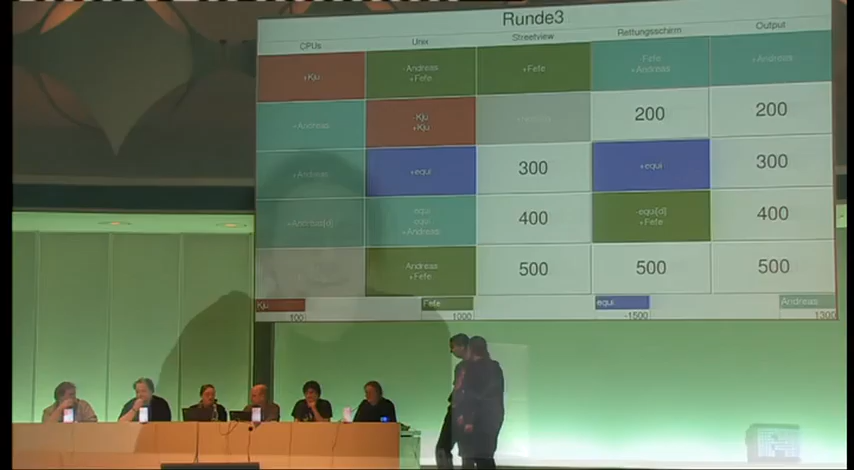 Runde3
CPUs Unix Streetview Rettungsschirm Output
+Kju
-Andreas
+Fefe
+Fefe
-Fefe
+Andreas
+Andreas
+Andreas
-Kju
+Kju
200
200
+Andreas
+equi
300
+equi
300
+Andreas[d]
-equi
-equi
+Andreas
400
-equi[d]
+Fefe
400
-Andreas
+Fefe
500
500
500
Kju Fefe equi Andreas
100 1000 -1500 1300